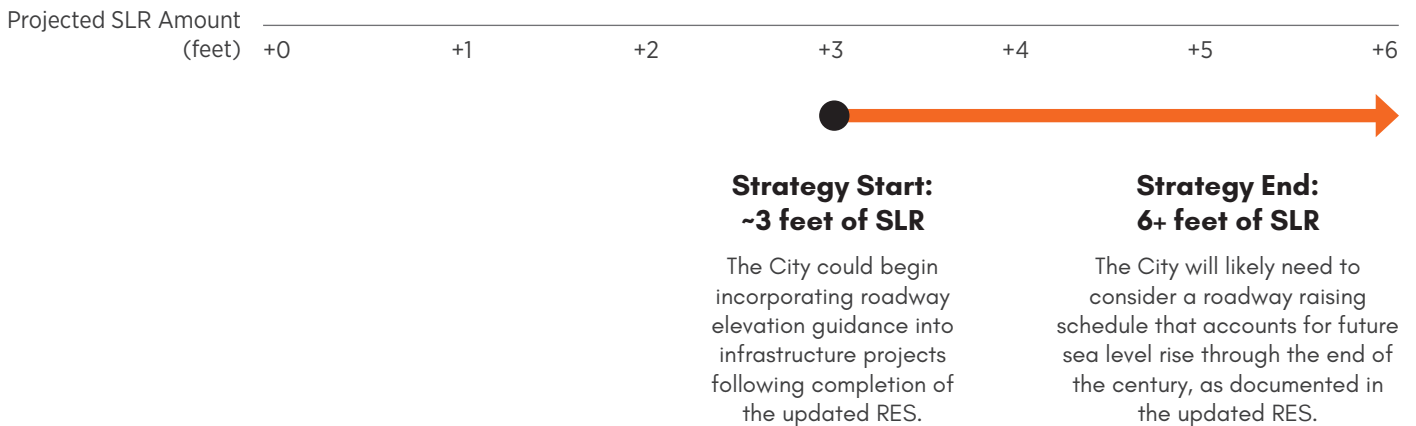 Projected SLR Amount
(feet) +0 +1 +2 +3 +4 +5 +6
Strategy Start:
~3 feet of SLR
The City could begin
incorporating roadway
elevation guidance into
infrastructure projects
following completion of
the updated RES.
Strategy End:
6+ feet of SLR
The City will likely need to
consider a roadway raising
schedule that accounts for future
sea level rise through the end of
the century, as documented in
the updated RES.